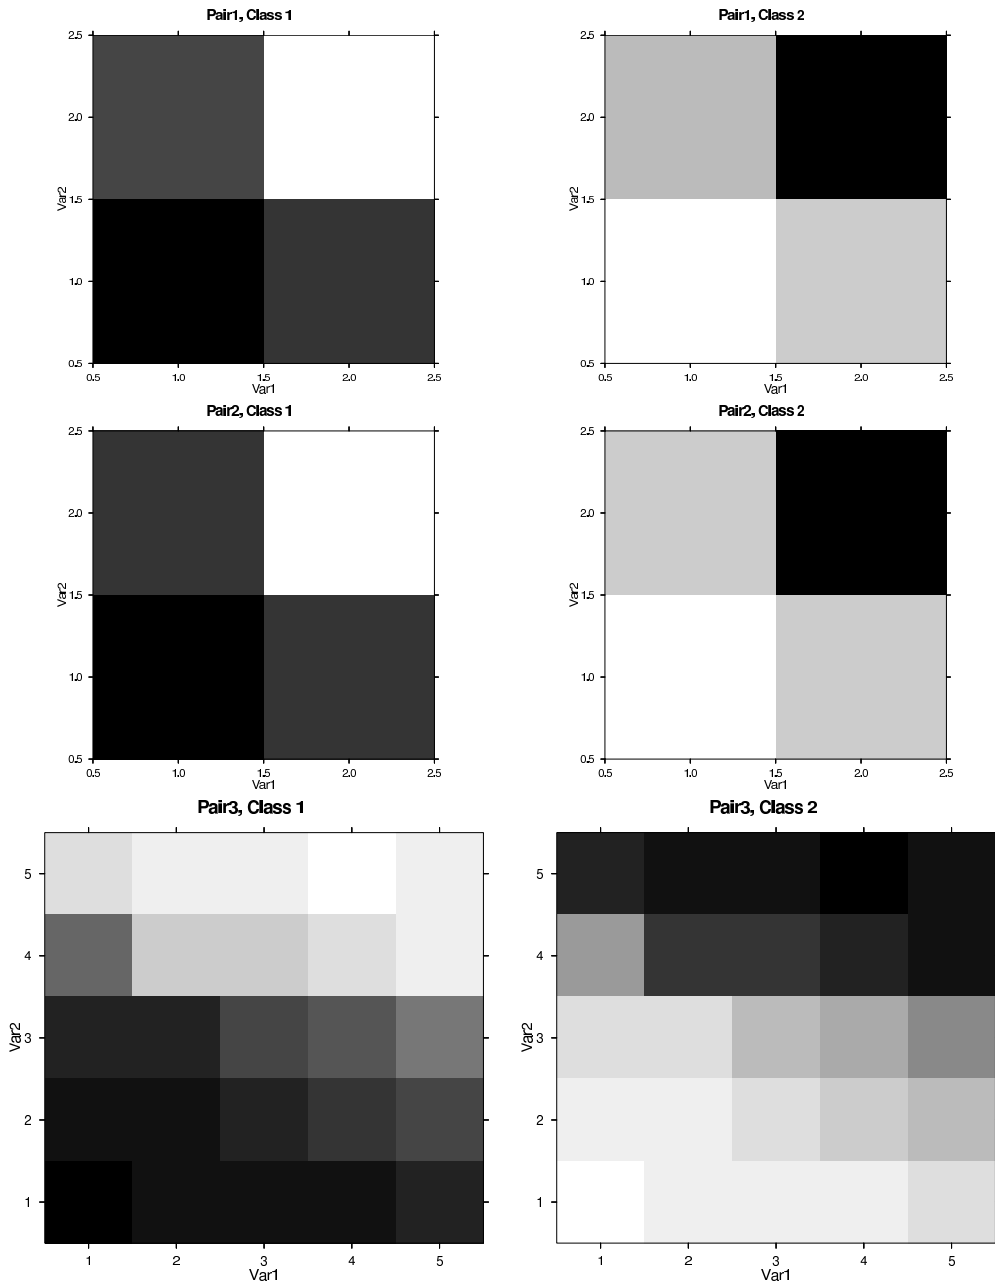 Pair1, Class 1
2.5
2.0
1.5
1.0
0.5
Var2
0.5 1.0 1.5 2.0 2.5
Var1
Pair1, Class 2
2.5
2.0
1.5
1.0
0.5
Var2
0.5 1.0 1.5 2.0 2.5
Var1
Pair2, Class 1
2.5
2.0
1.5
1.0
0.5
Var2
0.5 1.0 1.5 2.0 2.5
Var1
Pair2, Class 2
2.5
2.0
1.5
1.0
0.5
Var2
0.5 1.0 1.5 2.0 2.5
Var1
Pair3, Class 1
5
4
3
2
1
Var2
1 2 3 4 5
Var1
Pair3, Class 2
5
4
3
2
1
Var2
1 2 3 4 5
Var1